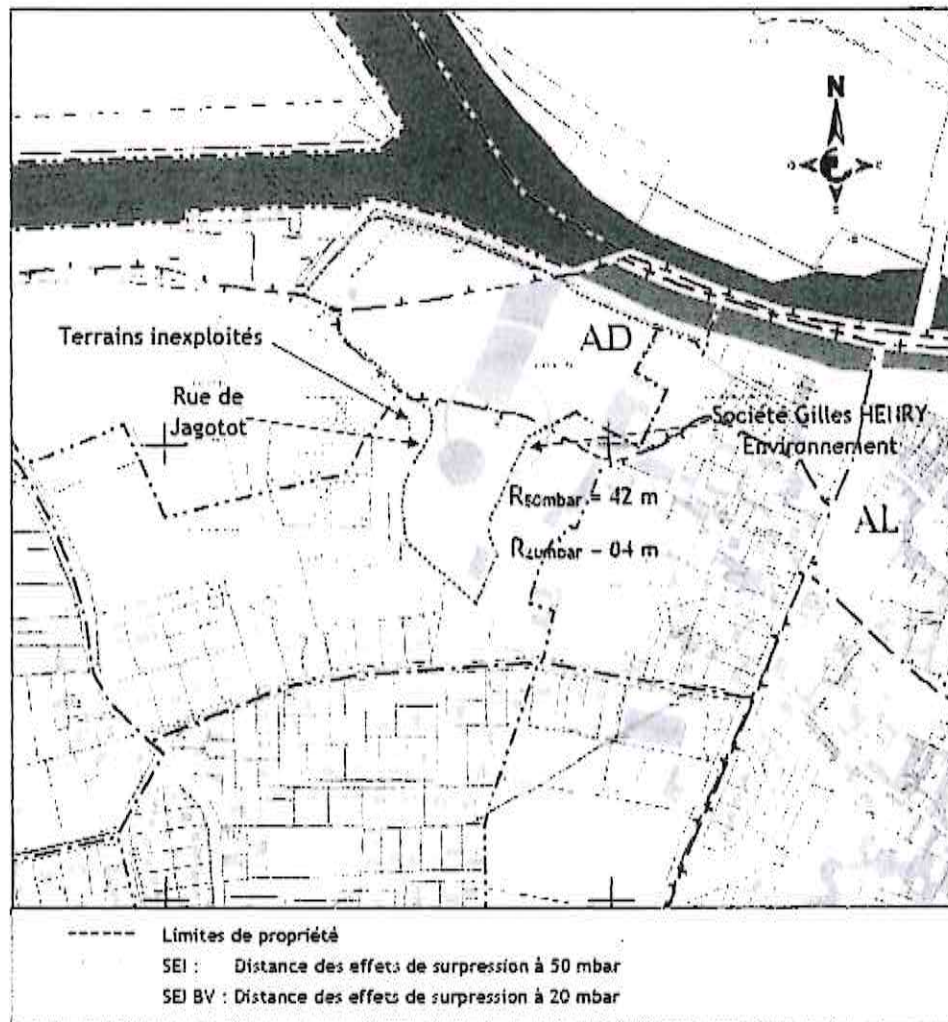 N
Terrains inexploités
AD
Rue de
Jagotot
Société Gilles HENRY
Environnement
R50mbar = 42 m
AL
Limites de propriété
SEI : Distance des effets de surpression à 50 mbar
SEI BV : Distance des effets de surpression à 20 mbar